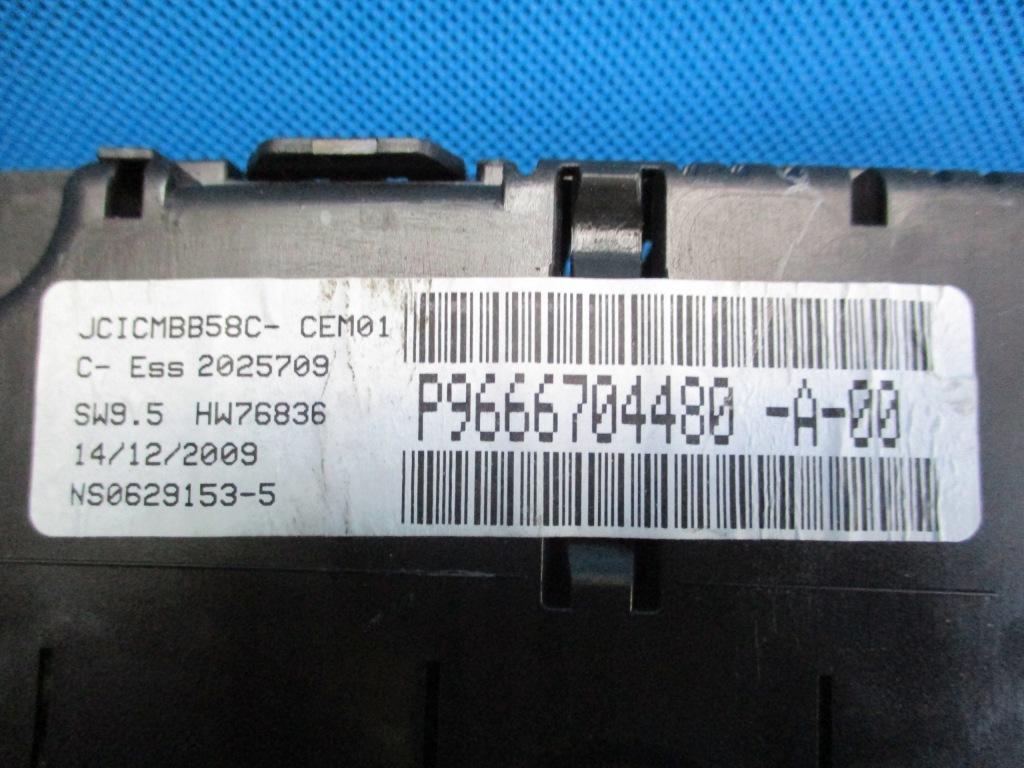 JCICMBB58C- CEM01
C- Ess 2025709
SW9.5 HW76836
14/12/2009
NS0629153-5
P9666704480 -A-00